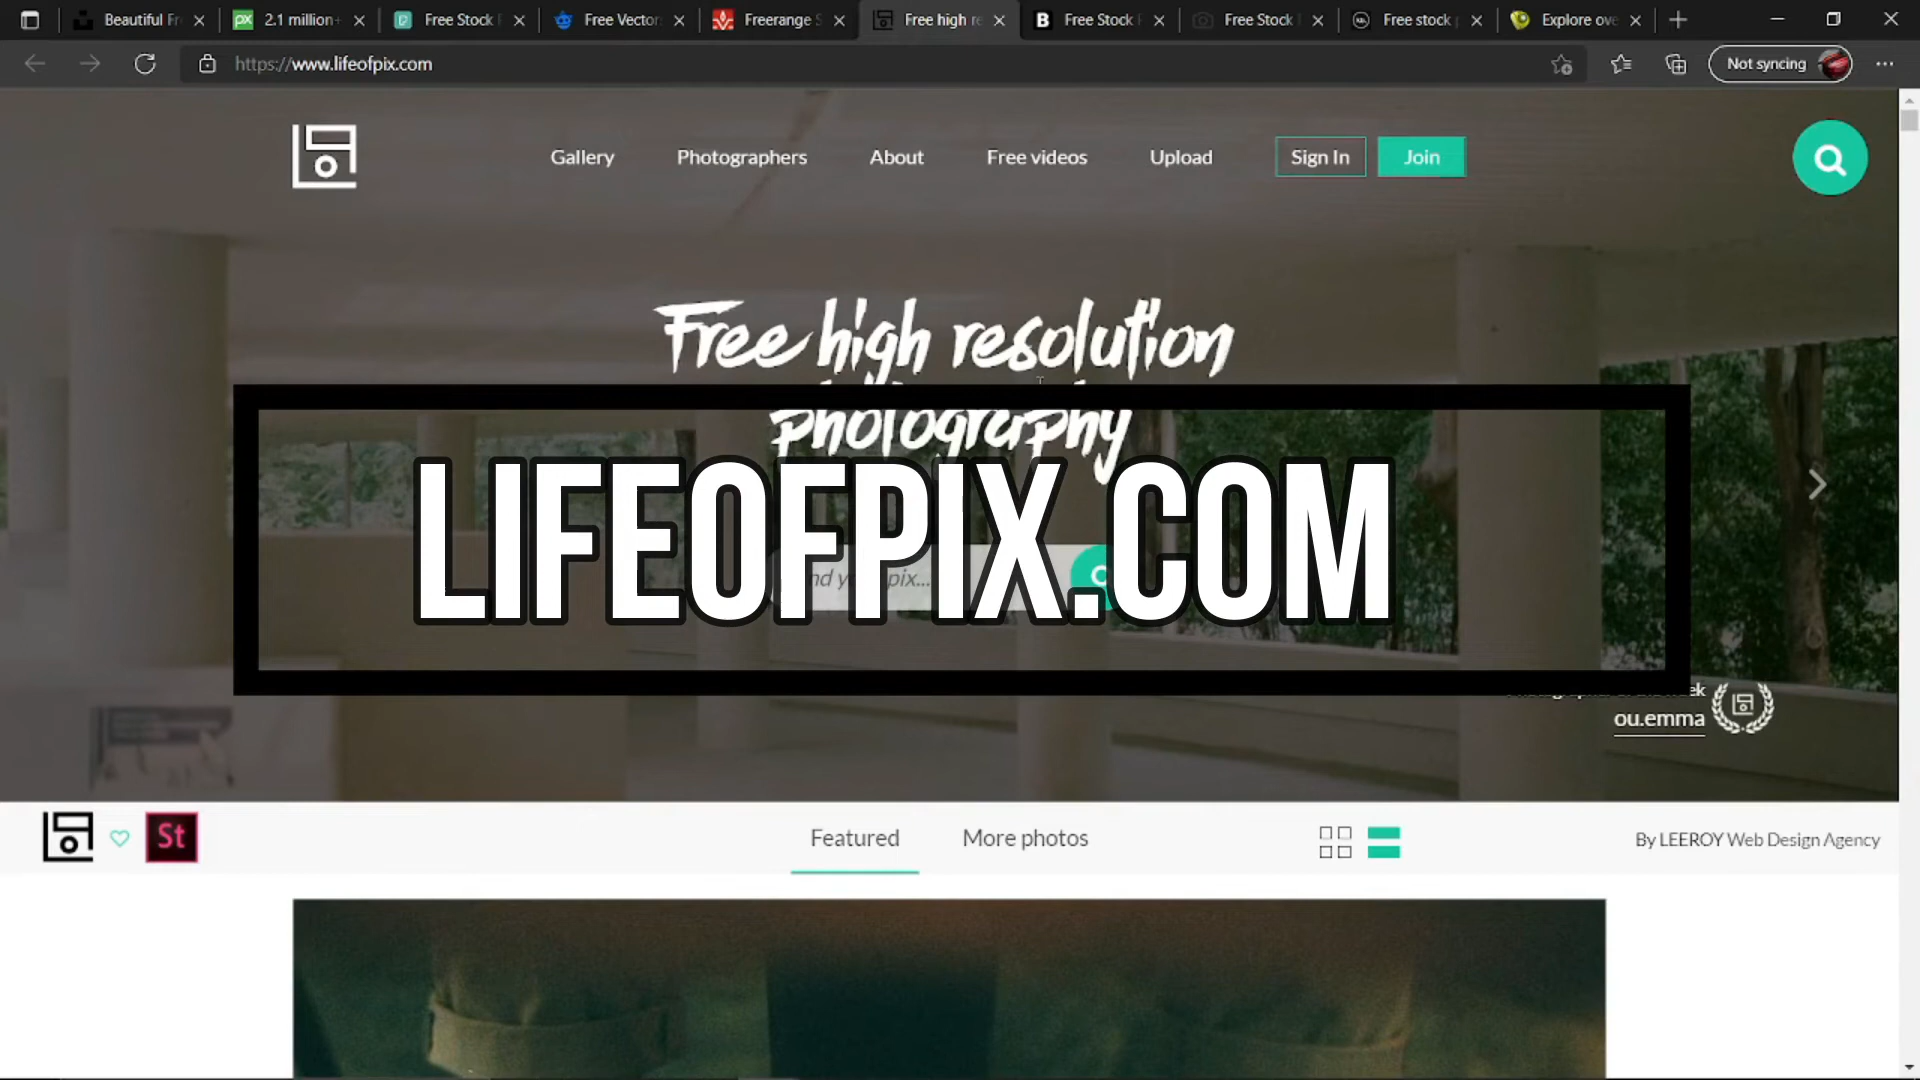 Beautiful Fr
2.1 million+
Free Stock
Free Vector
Freerange S
Free high re
Free Stock
Free Stock
Free stock
Explore ove
https://www.lifeofpix.com
Not syncing
Gallery
Photographers
About
Free videos
Upload
Sign In
Join
Free high resolution
photography
LIFEOFPIX.COM
pix...
ou.emma
St
Featured
More photos
By LEEROY Web Design Agency